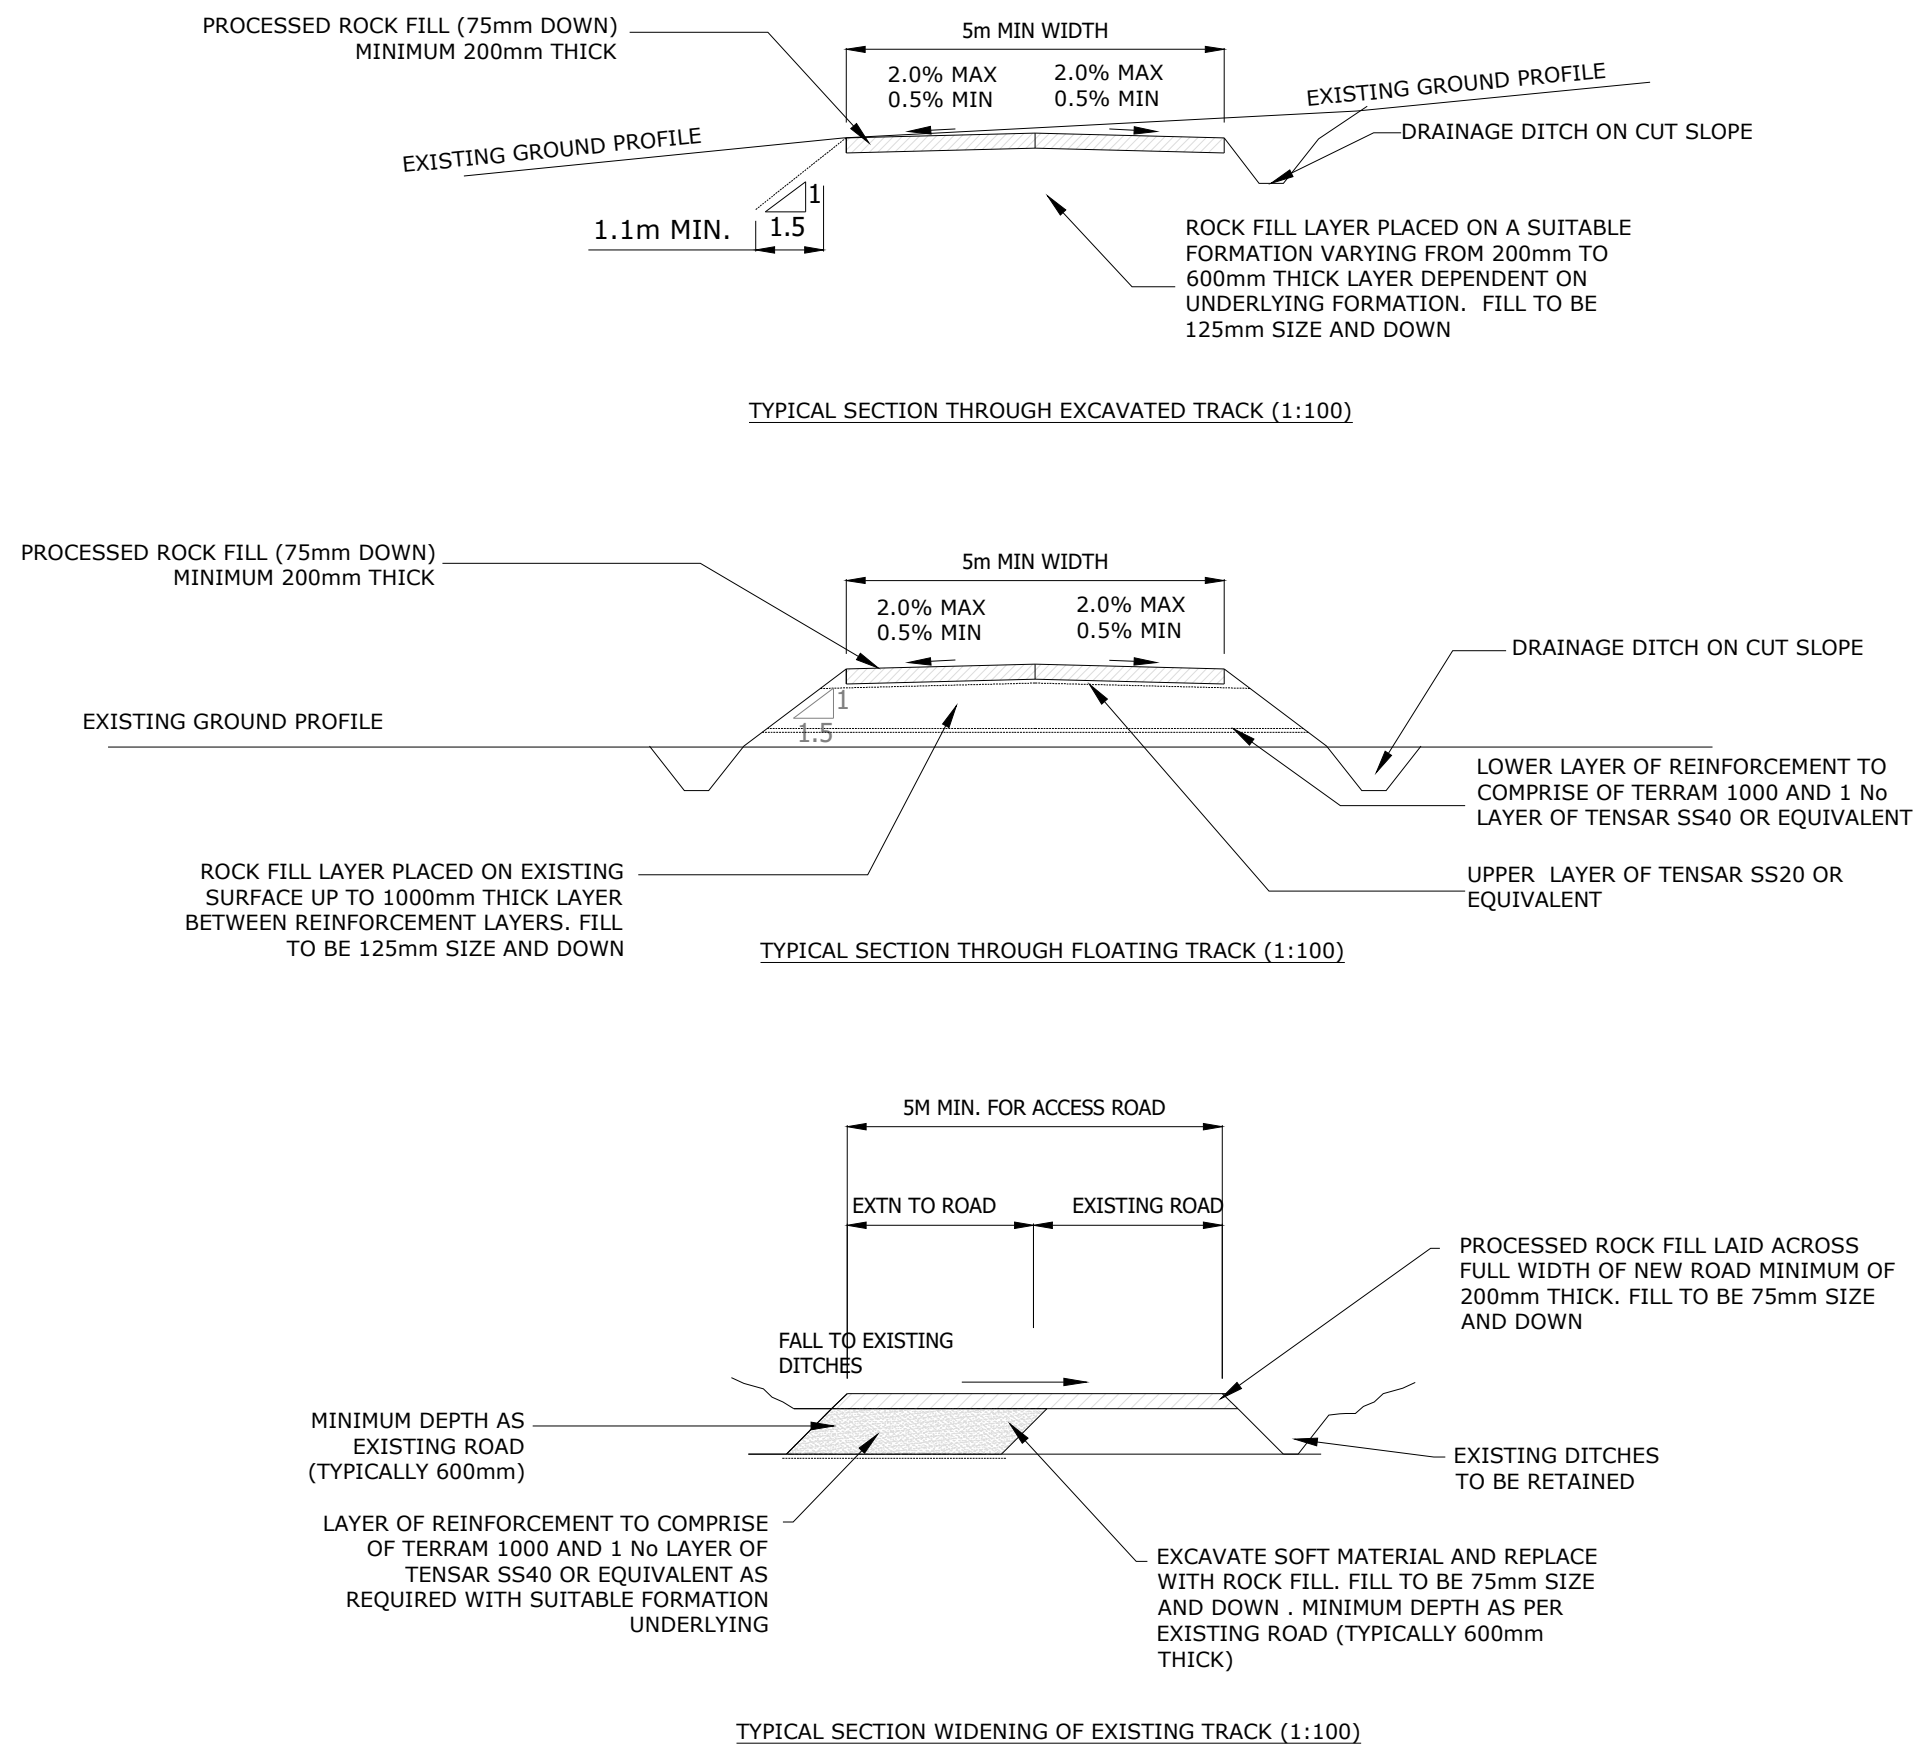 PROCESSED ROCK FILL (75mm DOWN)
MINIMUM 200mm THICK
5m MIN WIDTH
2.0% MAX
0.5% MIN
2.0% MAX
0.5% MIN
EXISTING GROUND PROFILE
EXISTING GROUND PROFILE
DRAINAGE DITCH ON CUT SLOPE
1
1.5
1.1m MIN.
ROCK FILL LAYER PLACED ON A SUITABLE
FORMATION VARYING FROM 200mm TO
600mm THICK LAYER DEPENDENT ON
UNDERLYING FORMATION. FILL TO BE
125mm SIZE AND DOWN
TYPICAL SECTION THROUGH EXCAVATED TRACK (1:100)
PROCESSED ROCK FILL (75mm DOWN)
MINIMUM 200mm THICK
5m MIN WIDTH
2.0% MAX
0.5% MIN
2.0% MAX
0.5% MIN
DRAINAGE DITCH ON CUT SLOPE
1
1.5
EXISTING GROUND PROFILE
LOWER LAYER OF REINFORCEMENT TO
COMPRISE OF TERRAM 1000 AND 1 No
LAYER OF TENSAR SS40 OR EQUIVALENT
ROCK FILL LAYER PLACED ON EXISTING
SURFACE UP TO 1000mm THICK LAYER
BETWEEN REINFORCEMENT LAYERS. FILL
TO BE 125mm SIZE AND DOWN
UPPER LAYER OF TENSAR SS20 OR
EQUIVALENT
TYPICAL SECTION THROUGH FLOATING TRACK (1:100)
5M MIN. FOR ACCESS ROAD
EXTN TO ROAD
EXISTING ROAD
PROCESSED ROCK FILL LAID ACROSS
FULL WIDTH OF NEW ROAD MINIMUM OF
200mm THICK. FILL TO BE 75mm SIZE
AND DOWN
FALL TO EXISTING
DITCHES
MINIMUM DEPTH AS
EXISTING ROAD
(TYPICALLY 600mm)
EXISTING DITCHES
TO BE RETAINED
LAYER OF REINFORCEMENT TO COMPRISE
OF TERRAM 1000 AND 1 No LAYER OF
TENSAR SS40 OR EQUIVALENT AS
REQUIRED WITH SUITABLE FORMATION
UNDERLYING
EXCAVATE SOFT MATERIAL AND REPLACE
WITH ROCK FILL. FILL TO BE 75mm SIZE
AND DOWN . MINIMUM DEPTH AS PER
EXISTING ROAD (TYPICALLY 600mm
THICK)
TYPICAL SECTION WIDENING OF EXISTING TRACK (1:100)